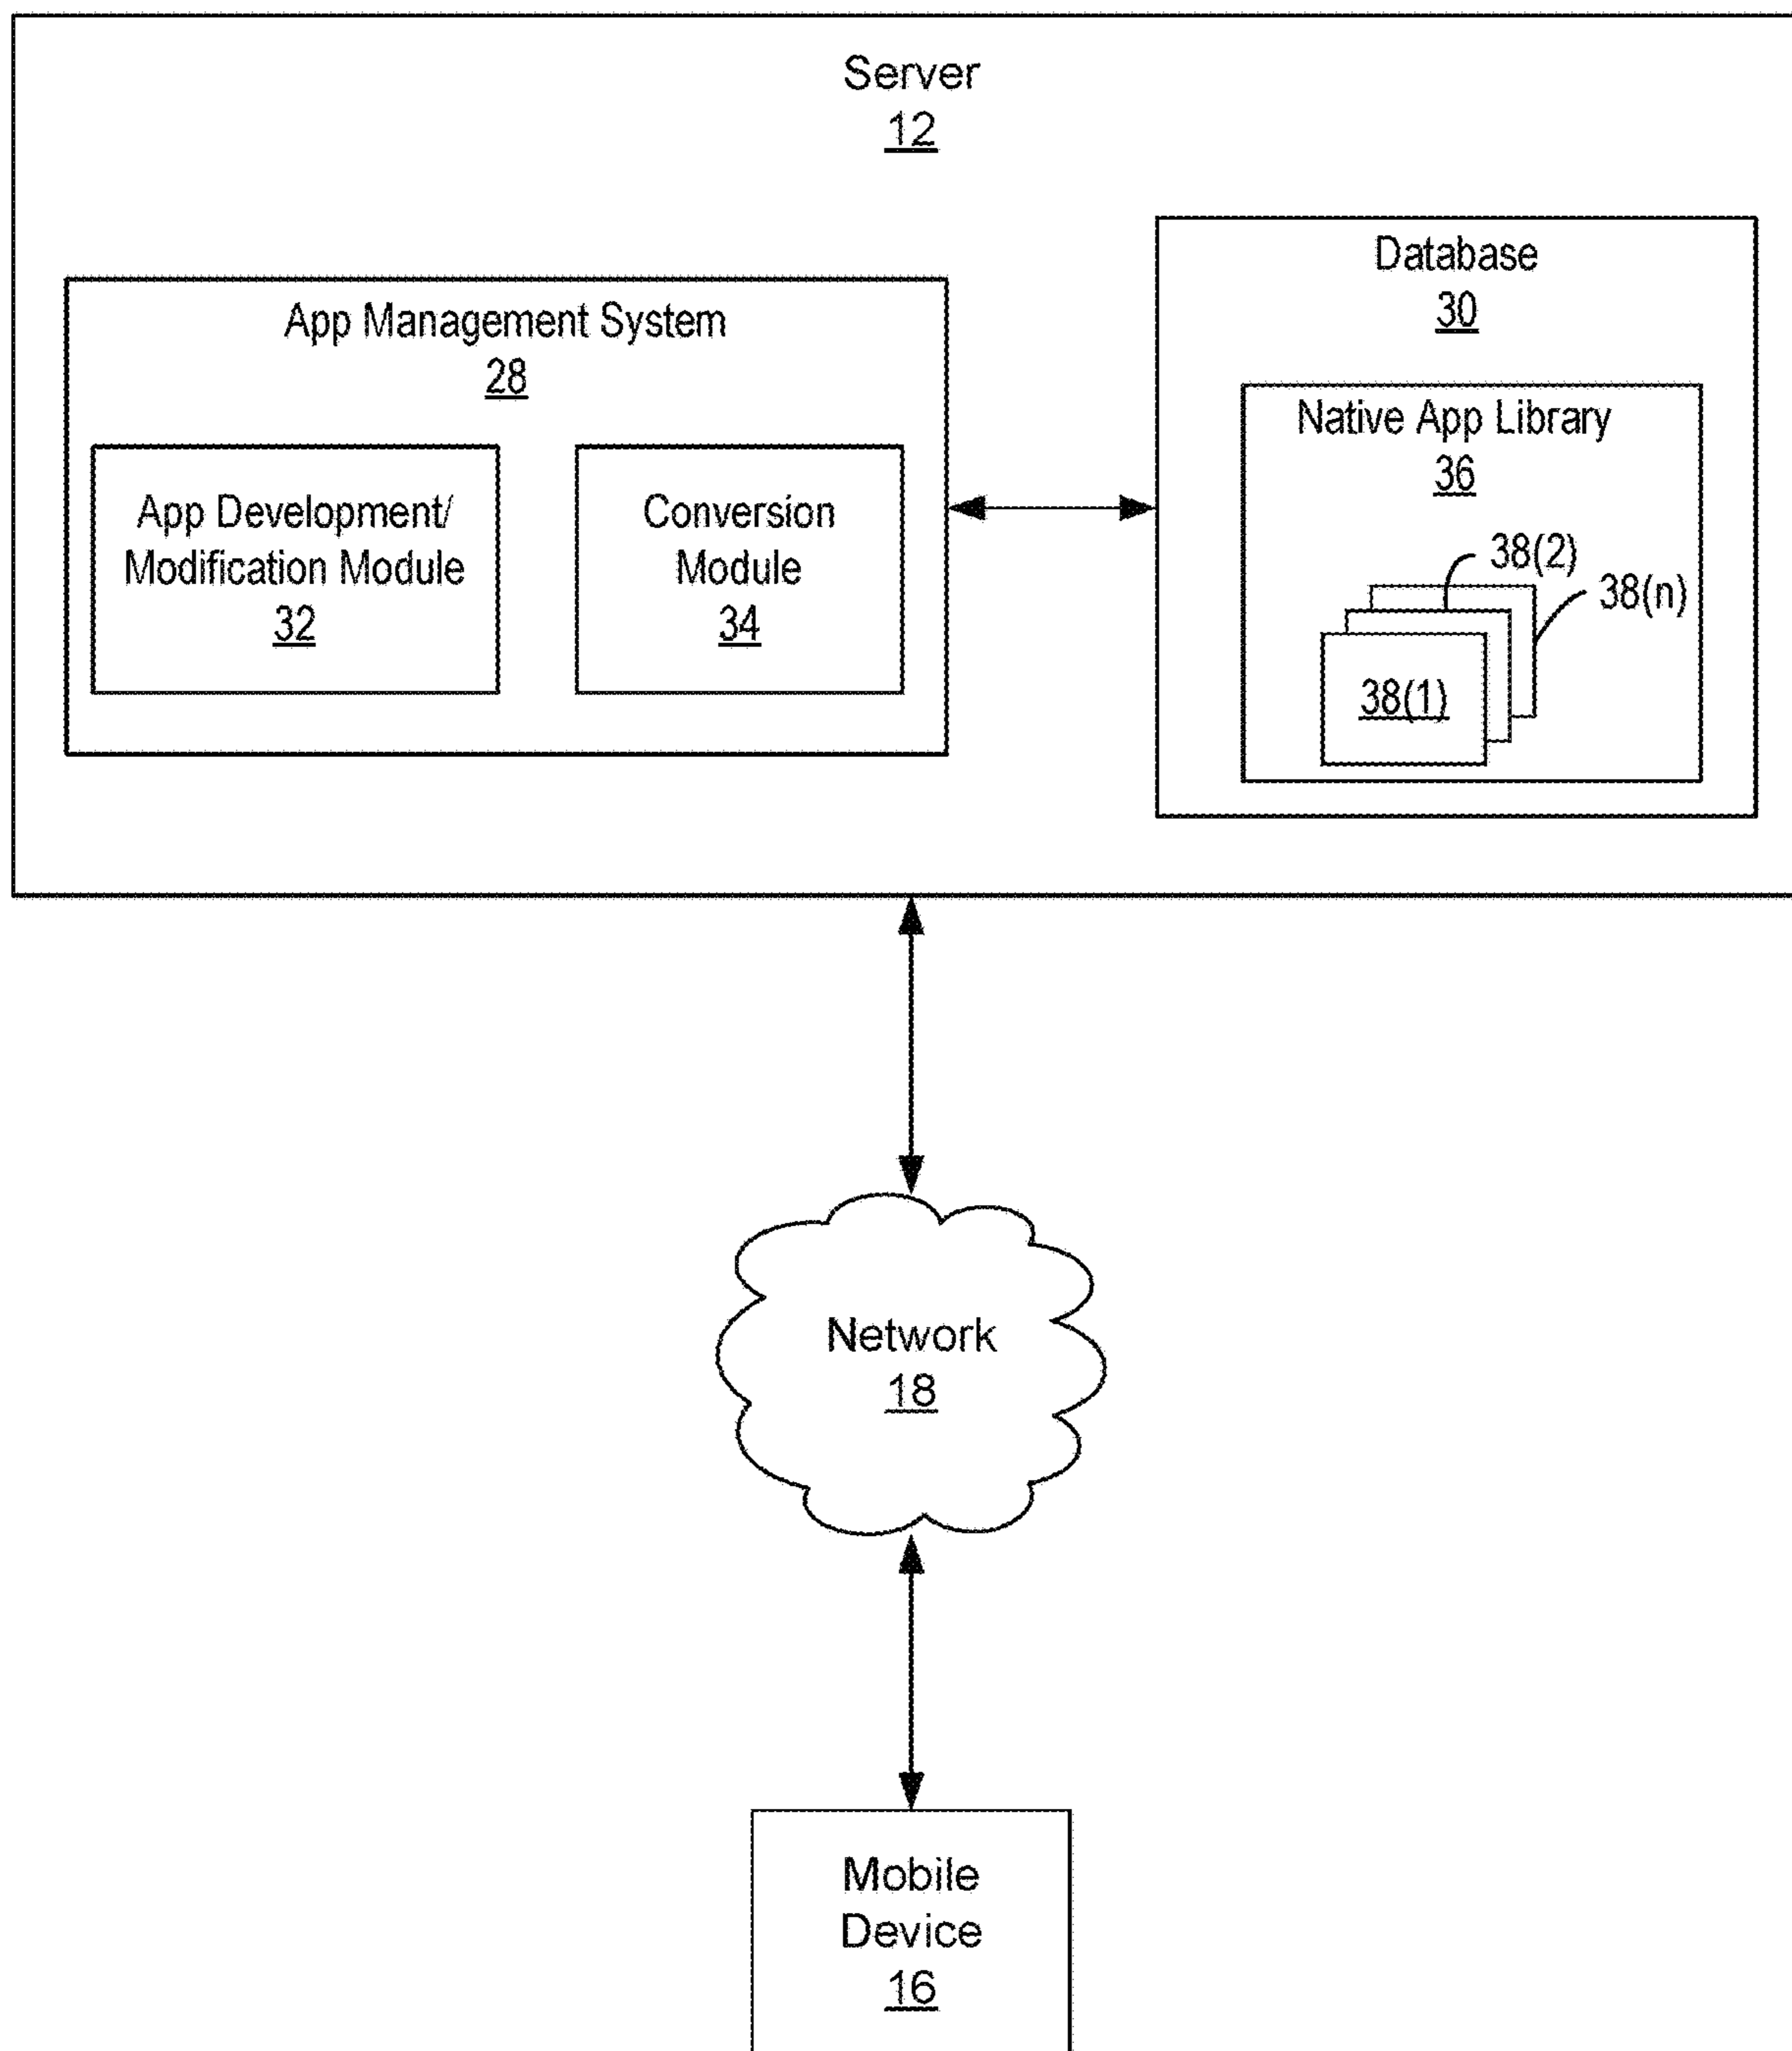 Server
12
App Management System
28
App Development/
Modification Module
32
Conversion
Module
34
Database
30
Native App Library
36
38(2)
38(n)
38(1)
Network
18
Mobile
Device
16